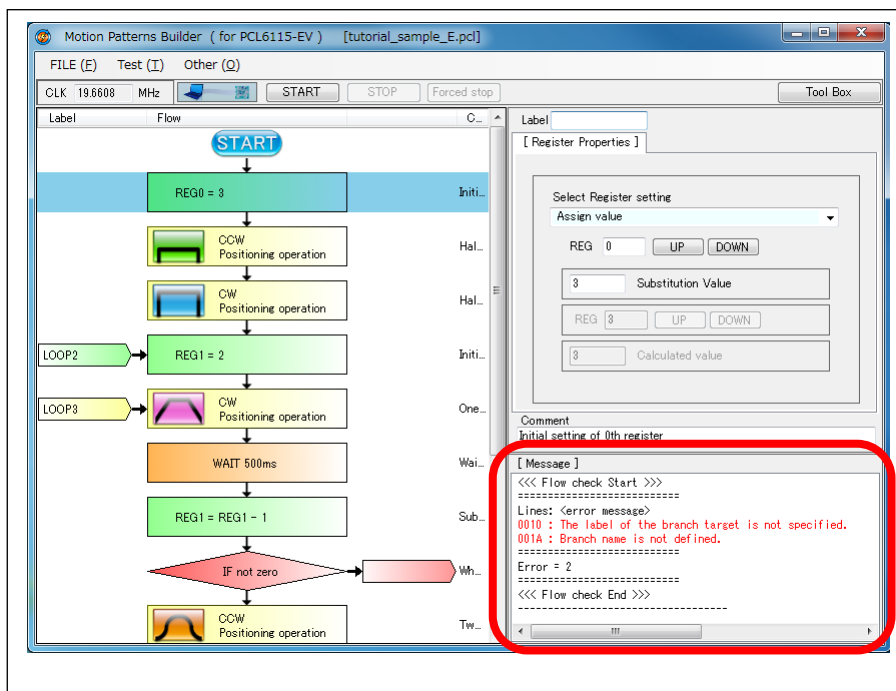 Motion Patterns Builder ( for PCL6115-EV ) [tutorial_sample_E.pcl]
FILE (F) Test (T) Other (O)
CLK 19.6608 MHz START STOP Forced stop Tool Box
Label Flow C...
START
REG0 = 3 Initi...
CCW
Positioning operation Hal...
CW
Positioning operation Hal...
LOOP2 REG1 = 2 Initi...
LOOP3 CW
Positioning operation One...
WAIT 500ms Wai...
REG1 = REG1 - 1 Sub...
IF not zero Wh...
CCW
Positioning operation Tw...
Label
[ Register Properties ]
Select Register setting
Assign value
REG 0 UP DOWN
3 Substitution Value
REG 3 UP DOWN
3 Calculated value
Comment
Initial setting of 0th register
[ Message ]
<<< Flow check Start >>>
===========================
Lines: <error message>
0010 : The label of the branch target is not specified.
001A : Branch name is not defined.
===========================
Error = 2
===========================
<<< Flow check End >>>
-----------------------------------